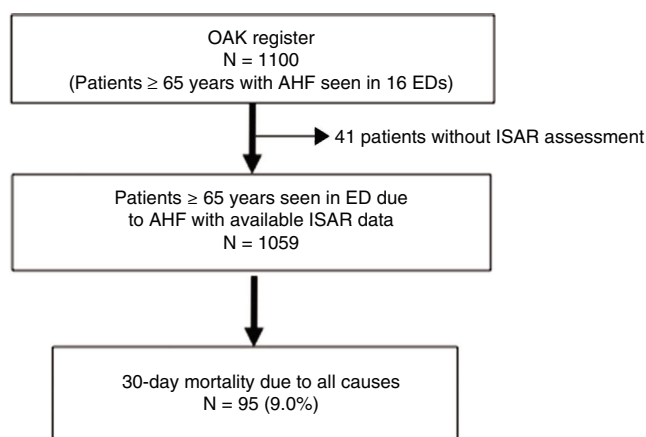 OAK register
N = 1100
(Patients ≥ 65 years with AHF seen in 16 EDs)
41 patients without ISAR assessment
Patients ≥ 65 years seen in ED due
to AHF with available ISAR data
N = 1059
30-day mortality due to all causes
N = 95 (9.0%)